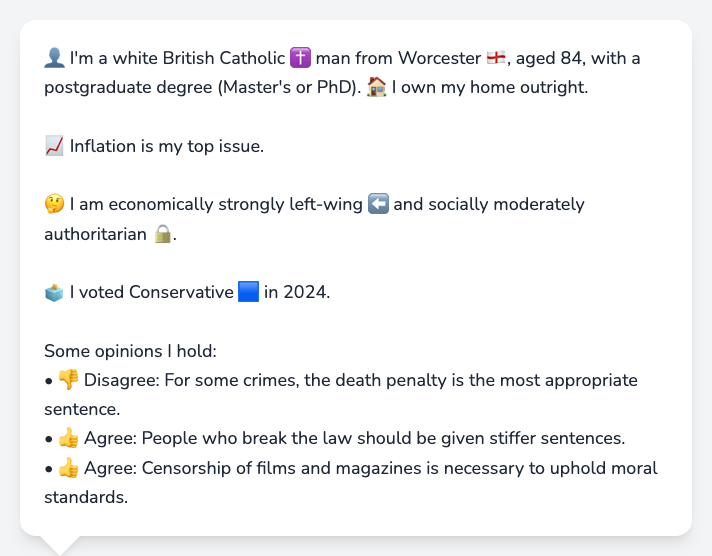 👤 I'm a white British Catholic ✝️ man from Worcester 🏴󠁧󠁢󠁥󠁮󠁧󠁿, aged 84, with a
postgraduate degree (Master's or PhD). 🏠 I own my home outright.
📈 Inflation is my top issue.
🤔 I am economically strongly left-wing ⬅️ and socially moderately
authoritarian 🔒.
🗳️ I voted Conservative 🟦 in 2024.
Some opinions I hold:
• 👎 Disagree: For some crimes, the death penalty is the most appropriate
sentence.
• 👍 Agree: People who break the law should be given stiffer sentences.
• 👍 Agree: Censorship of films and magazines is necessary to uphold moral
standards.